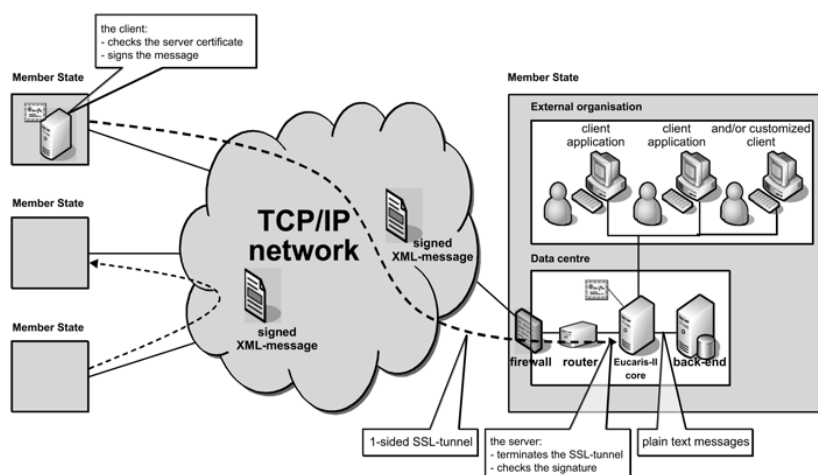 the client:
- checks the server certificate
- signs the message
Member State
Member State
External organisation
client
application
client
application
and/or customized
client
TCP/IP
network
signed
XML-message
signed
XML-message
Member State
Data centre
Member State
firewall
router
Eucaris-II
core
back-end
1-sided SSL-tunnel
the server:
- terminates the SSL-tunnel
- checks the signature
plain text messages